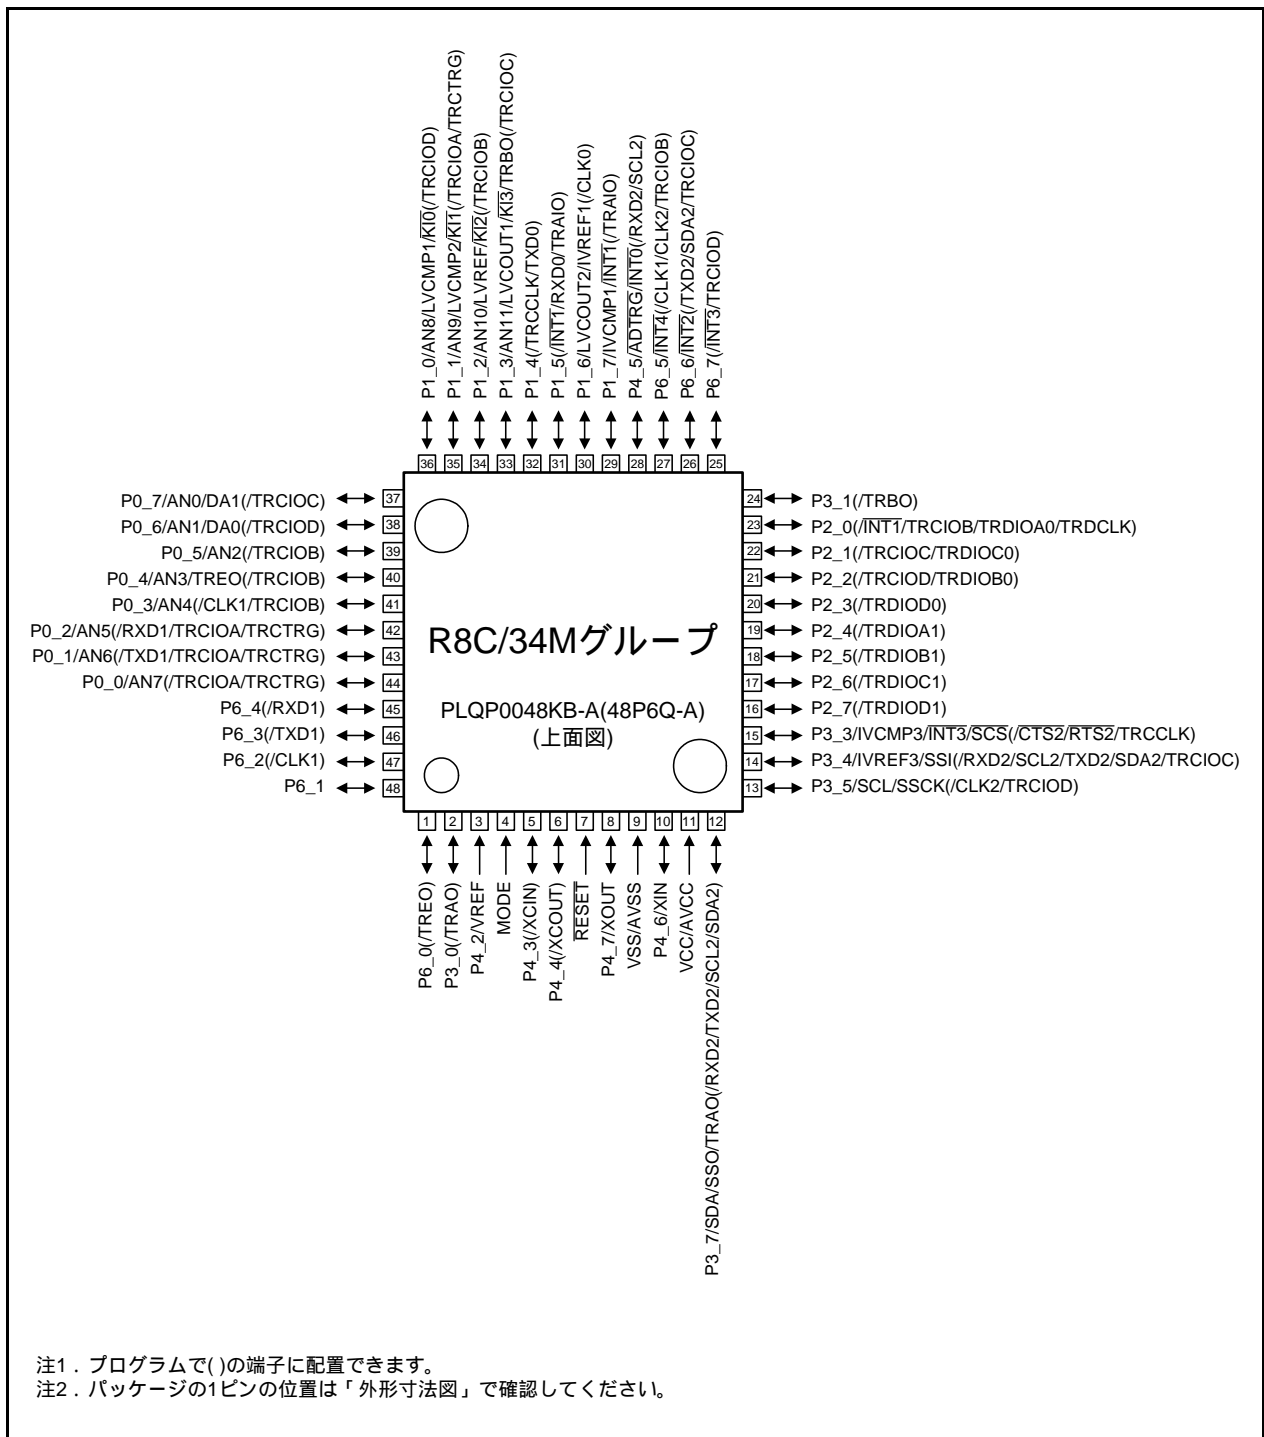 P1_0/AN8/LVCMP1/KI0(/TRCIOD)
P1_1/AN9/LVCMP2/KI1(/TRCIOA/TRCTRG)
P1_2/AN10/LVREF/KI2(/TRCIOB)
P1_3/AN11/LVCOUT1/KI3/TRBO(/TRCIOC)
P1_4(/TRCCLK/TXD0)
P1_5(/INT1/RXD0/TRAIO)
P1_6/LVCOUT2/IVREF1(/CLK0)
P1_7/IVCMP1/INT1(/TRAIO)
P4_5/ADTRG/INT0(/RXD2/SCL2)
P6_5/INT4(/CLK1/CLK2/TRCIOB)
P6_6/INT2(/TXD2/SDA2/TRCIOC)
P6_7(/INT3/TRCIOD)
36 35 34 33 32 31 30 29 28 27 26 25
P0_7/AN0/DA1(/TRCIOC) 37
P0_6/AN1/DA0(/TRCIOD) 38
P0_5/AN2(/TRCIOB) 39
P0_4/AN3/TREO(/TRCIOB) 40
P0_3/AN4(/CLK1/TRCIOB) 41
P0_2/AN5(/RXD1/TRCIOA/TRCTRG) 42
P0_1/AN6(/TXD1/TRCIOA/TRCTRG) 43
P0_0/AN7(/TRCIOA/TRCTRG) 44
P6_4(/RXD1) 45
P6_3(/TXD1) 46
P6_2(/CLK1) 47
P6_1 48
R8C/34Mグループ
PLQP0048KB-A(48P6Q-A)
(上面図)
24 P3_1(/TRBO)
23 P2_0(/INT1/TRCIOB/TRDIOA0/TRDCLK)
22 P2_1(/TRCIOC/TRDIOC0)
21 P2_2(/TRCIOD/TRDIOB0)
20 P2_3(/TRDIOD0)
19 P2_4(/TRDIOA1)
18 P2_5(/TRDIOB1)
17 P2_6(/TRDIOC1)
16 P2_7(/TRDIOD1)
15 P3_3/IVCMP3/INT3/SCS(/CTS2/RTS2/TRCCLK)
14 P3_4/IVREF3/SSI(/RXD2/SCL2/TXD2/SDA2/TRCIOC)
13 P3_5/SCL/SSCK(/CLK2/TRCIOD)
1 2 3 4 5 6 7 8 9 10 11 12
P6_0(/TREO)
P3_0(/TRAO)
P4_2/VREF
MODE
P4_3(/XCIN)
P4_4(/XCOUT)
RESET
P4_7/XOUT
VSS/AVSS
P4_6/XIN
VCC/AVCC
P3_7/SDA/SSO/TRAO(/RXD2/TXD2/SCL2/SDA2)
注1．プログラムで( )の端子に配置できます。
注2．パッケージの1ピンの位置は「外形寸法図」で確認してください。